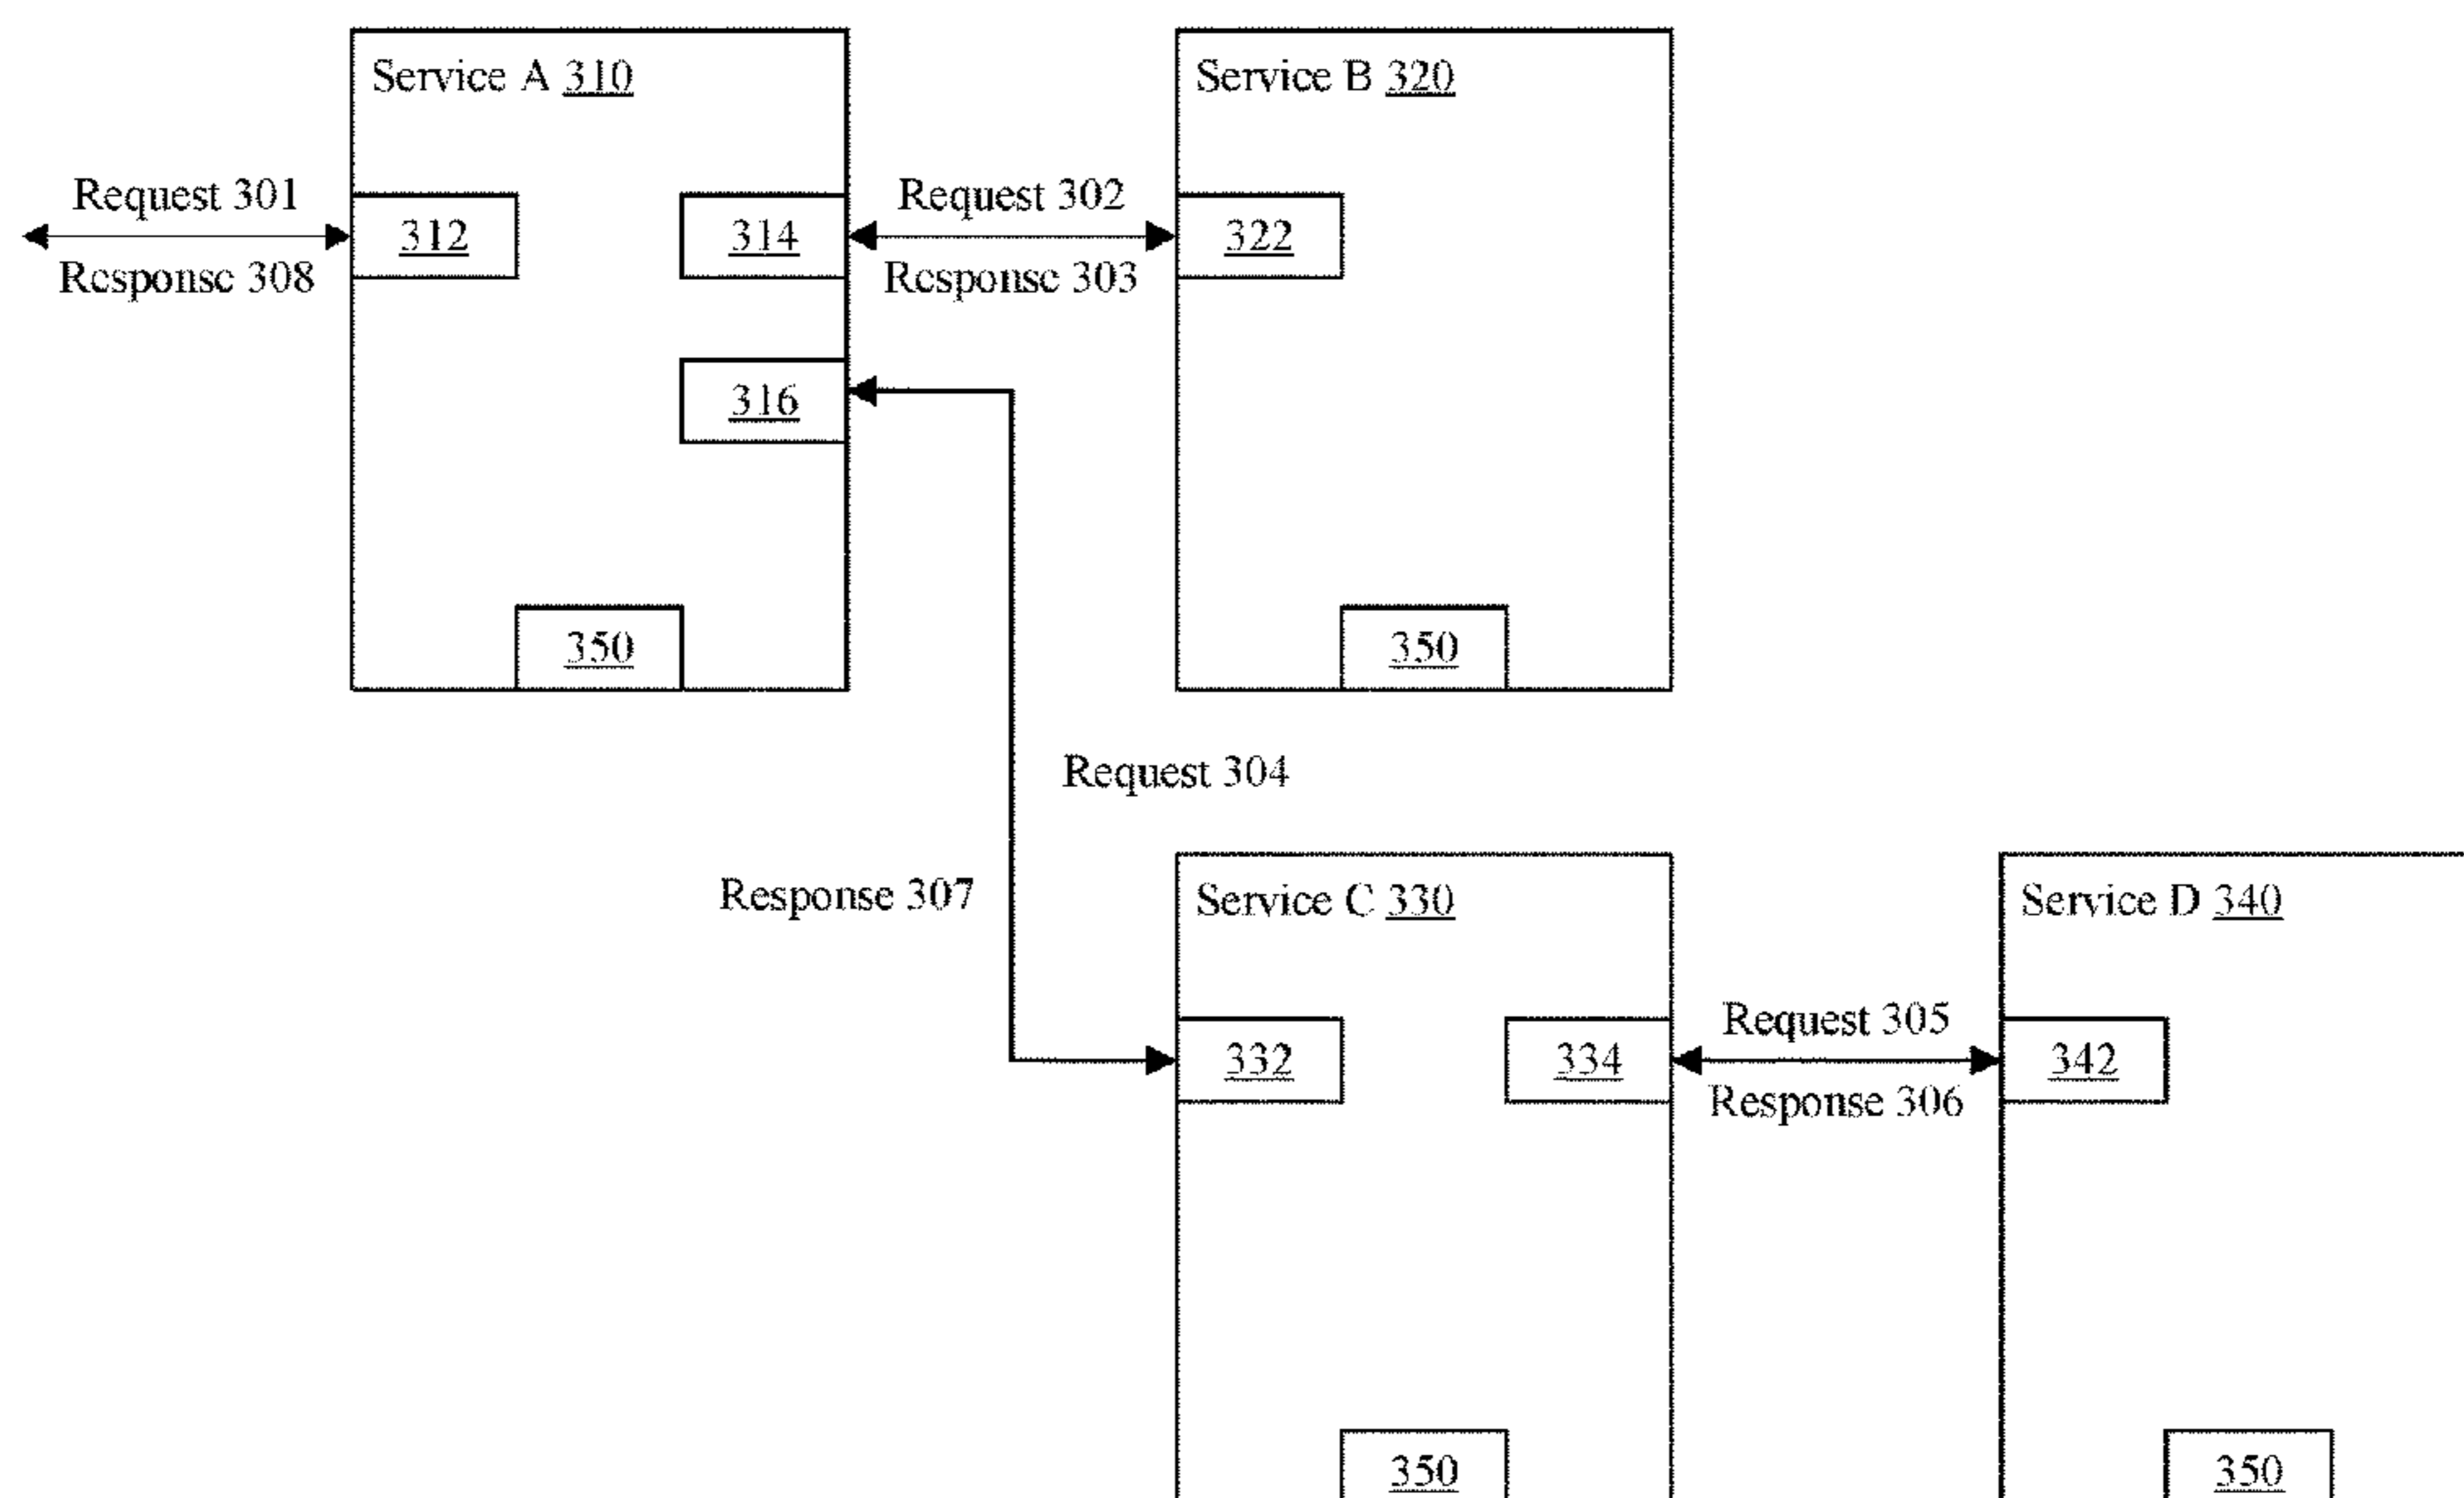 Service A 310
Service B 320
Request 301
312
314
Request 302
322
Response 308
Response 303
316
350
350
Request 304
Response 307
Service C 330
Service D 340
332
334
Request 305
342
Response 306
350
350